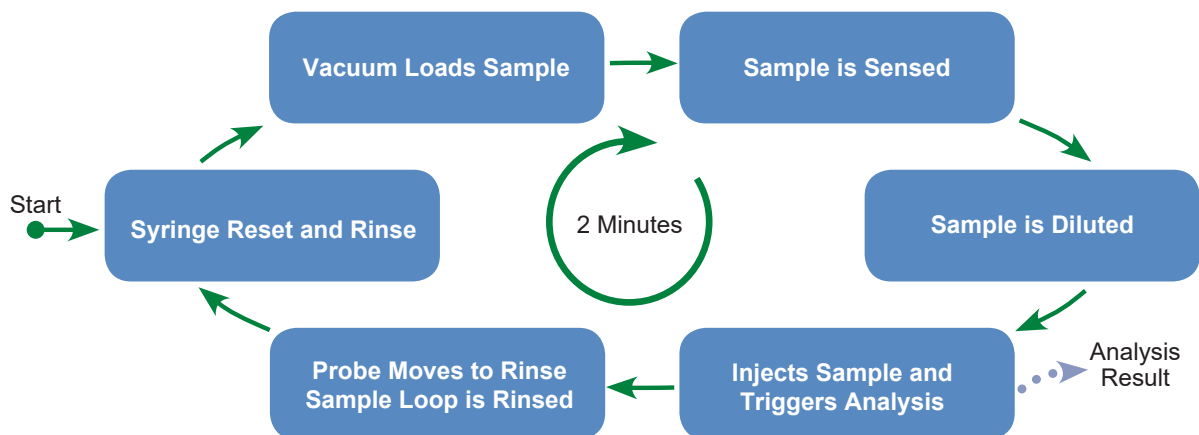 Vacuum Loads Sample
Sample is Sensed
Start
Syringe Reset and Rinse
2 Minutes
Sample is Diluted
Probe Moves to Rinse
Sample Loop is Rinsed
Injects Sample and
Triggers Analysis
Analysis
Result